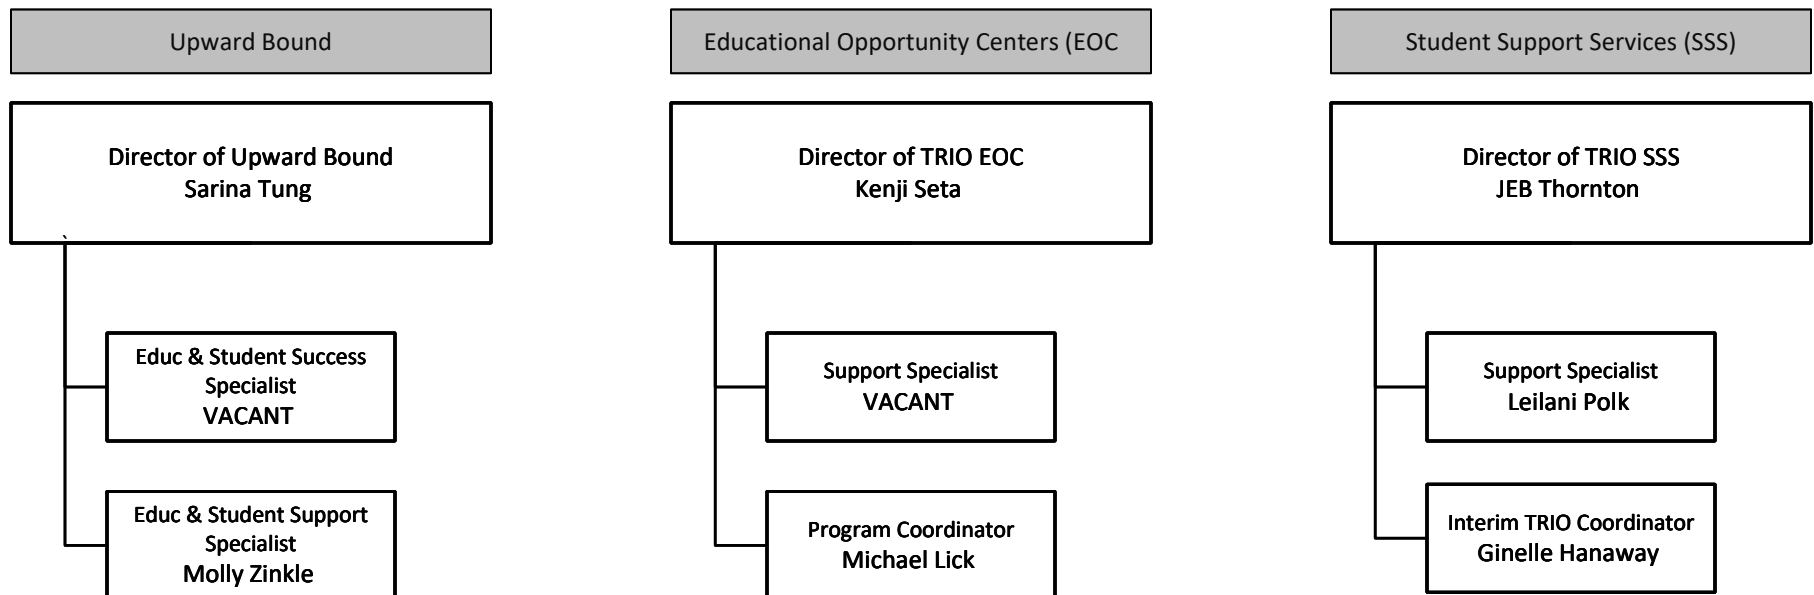 Upward Bound
Educational Opportunity Centers (EOC
Student Support Services (SSS)
Director of Upward Bound
Sarina Tung
`
Director of TRIO EOC
Kenji Seta
Director of TRIO SSS
JEB Thornton
Educ & Student Success
Specialist
VACANT
Support Specialist
VACANT
Support Specialist
Leilani Polk
Educ & Student Support
Specialist
Molly Zinkle
Program Coordinator
Michael Lick
Interim TRIO Coordinator
Ginelle Hanaway